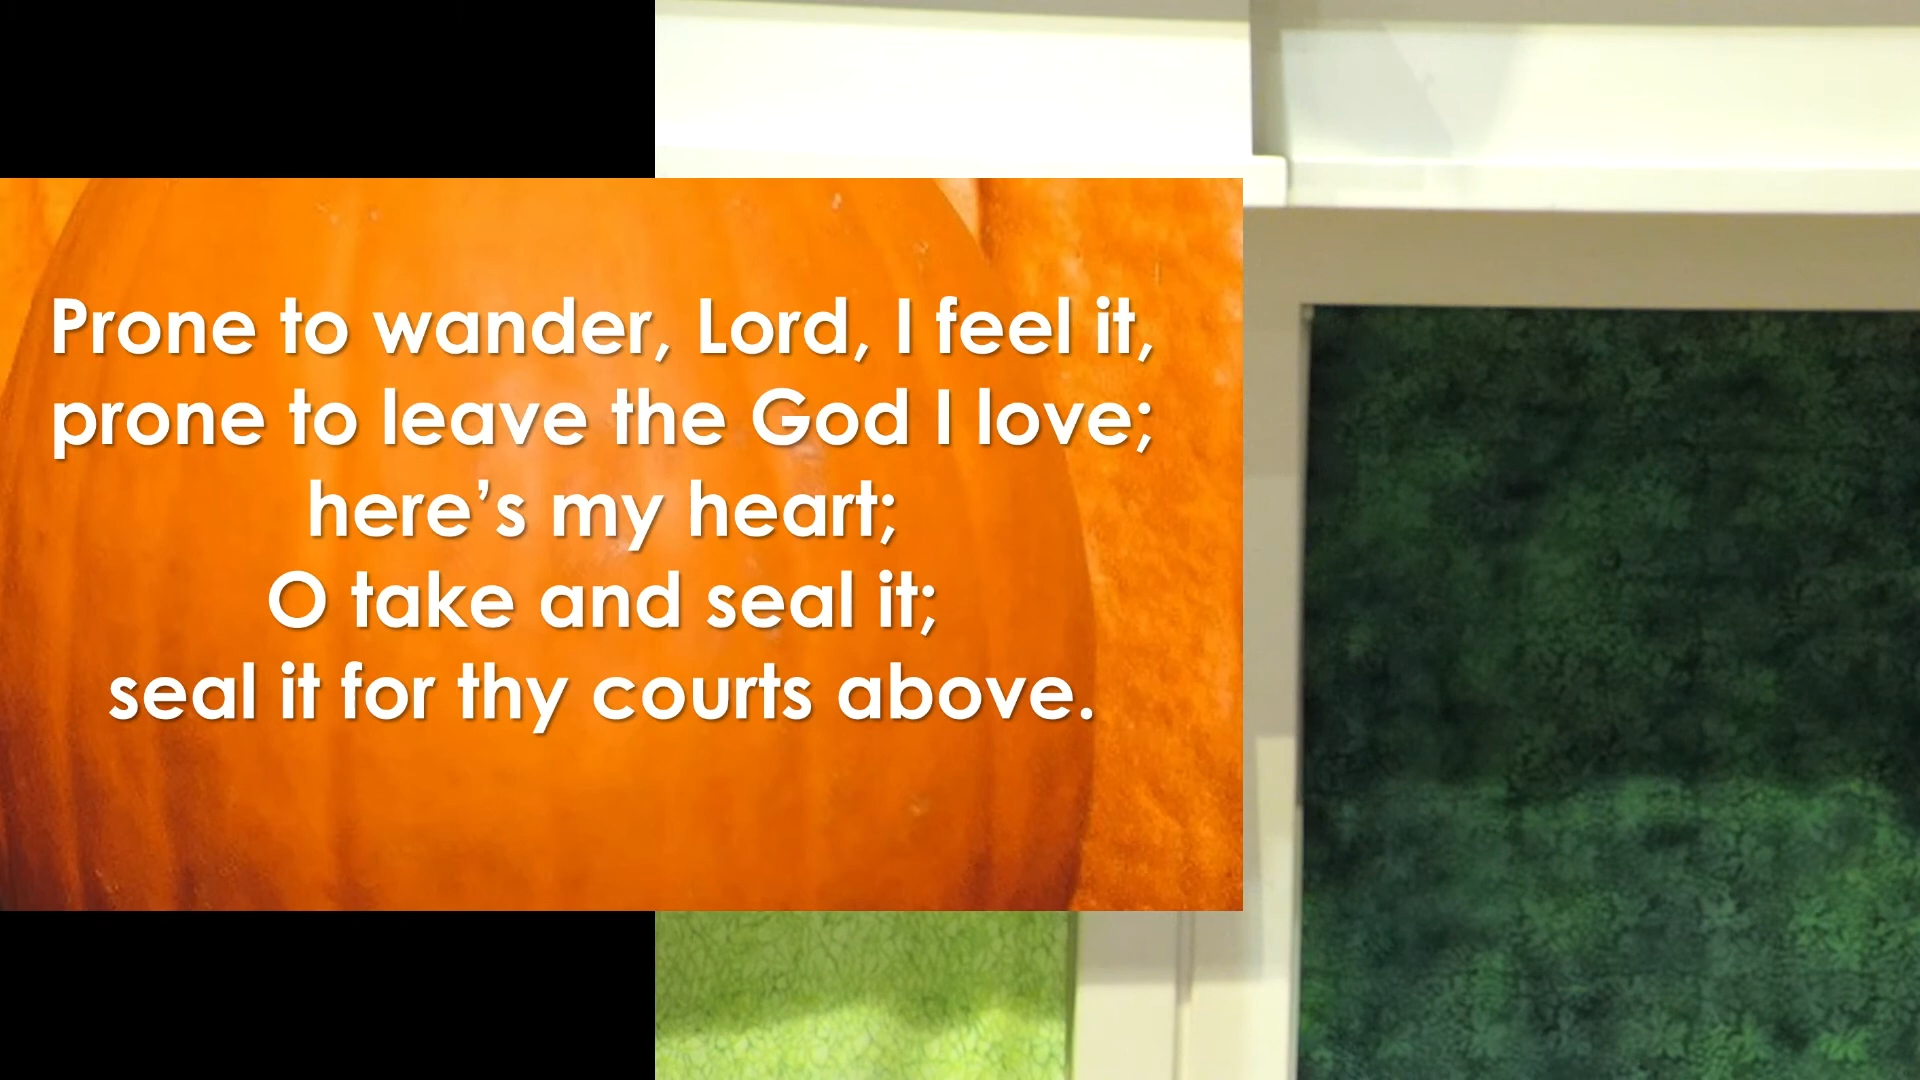 Prone to wander, Lord, I feel it,
prone to leave the God I love;
here’s my heart;
O take and seal it;
seal it for thy courts above.